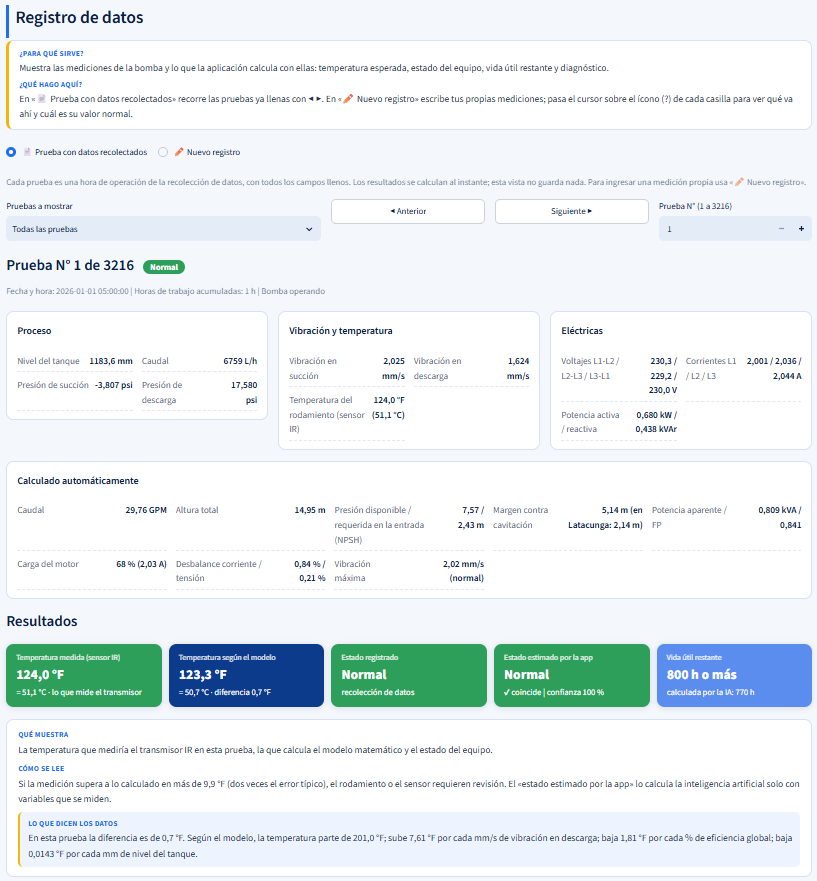 Registro de datos
¿PARA QUÉ SIRVE?
Muestra las mediciones de la bomba y lo que la aplicación calcula con ellas: temperatura esperada, estado del equipo, vida útil restante y diagnóstico.
¿QUÉ HAGO AQUÍ?
En « Prueba con datos recolectados» recorre las pruebas ya llenas con ◂ ▸. En « Nuevo registro» escribe tus propias mediciones; pasa el cursor sobre el ícono (?) de cada casilla para ver qué va
ahí y cuál es su valor normal.
Prueba con datos recolectados Nuevo registro
Cada prueba es una hora de operación de la recolección de datos, con todos los campos llenos. Los resultados se calculan al instante; esta vista no guarda nada. Para ingresar una medición propia usa « Nuevo registro».
Pruebas a mostrar
Todas las pruebas
◂ Anterior
Siguiente ▸
Prueba N° (1 a 3216)
1 − +
Prueba N° 1 de 3216 Normal
Fecha y hora: 2026-01-01 05:00:00 | Horas de trabajo acumuladas: 1 h | Bomba operando
Proceso
Nivel del tanque 1183,6 mm
Caudal 6759 L/h
Presión de succión -3,807 psi
Presión de 17,580
descarga psi
Vibración y temperatura
Vibración en 2,025
succión mm/s
Vibración en 1,624
descarga mm/s
Temperatura del 124,0 °F
rodamiento (sensor (51,1 °C)
IR)
Eléctricas
Voltajes L1-L2 / 230,3 /
L2-L3 / L3-L1 229,2 /
230,0 V
Corrientes L1 2,001 / 2,036 /
/ L2 / L3 2,044 A
Potencia activa 0,680 kW /
/ reactiva 0,438 kVAr
Calculado automáticamente
Caudal 29,76 GPM
Altura total 14,95 m
Presión disponible / 7,57 /
requerida en la entrada 2,43 m
(NPSH)
Margen contra 5,14 m (en
cavitación Latacunga: 2,14 m)
Potencia aparente / 0,809 kVA /
FP 0,841
Carga del motor 68 % (2,03 A)
Desbalance corriente / 0,84 % /
tensión 0,21 %
Vibración 2,02 mm/s
máxima (normal)
Resultados
Temperatura medida (sensor IR)
124,0 °F
= 51,1 °C · lo que mide el transmisor
Temperatura según el modelo
123,3 °F
= 50,7 °C · diferencia 0,7 °F
Estado registrado
Normal
recolección de datos
Estado estimado por la app
Normal
✓ coincide | confianza 100 %
Vida útil restante
800 h o más
calculada por la IA: 770 h
QUÉ MUESTRA
La temperatura que mediría el transmisor IR en esta prueba, la que calcula el modelo matemático y el estado del equipo.
CÓMO SE LEE
Si la medición supera a lo calculado en más de 9,9 °F (dos veces el error típico), el rodamiento o el sensor requieren revisión. El «estado estimado por la app» lo calcula la inteligencia artificial solo con
variables que se miden.
LO QUE DICEN LOS DATOS
En esta prueba la diferencia es de 0,7 °F. Según el modelo, la temperatura parte de 201,0 °F; sube 7,61 °F por cada mm/s de vibración en descarga; baja 1,81 °F por cada % de eficiencia global; baja
0,0143 °F por cada mm de nivel del tanque.